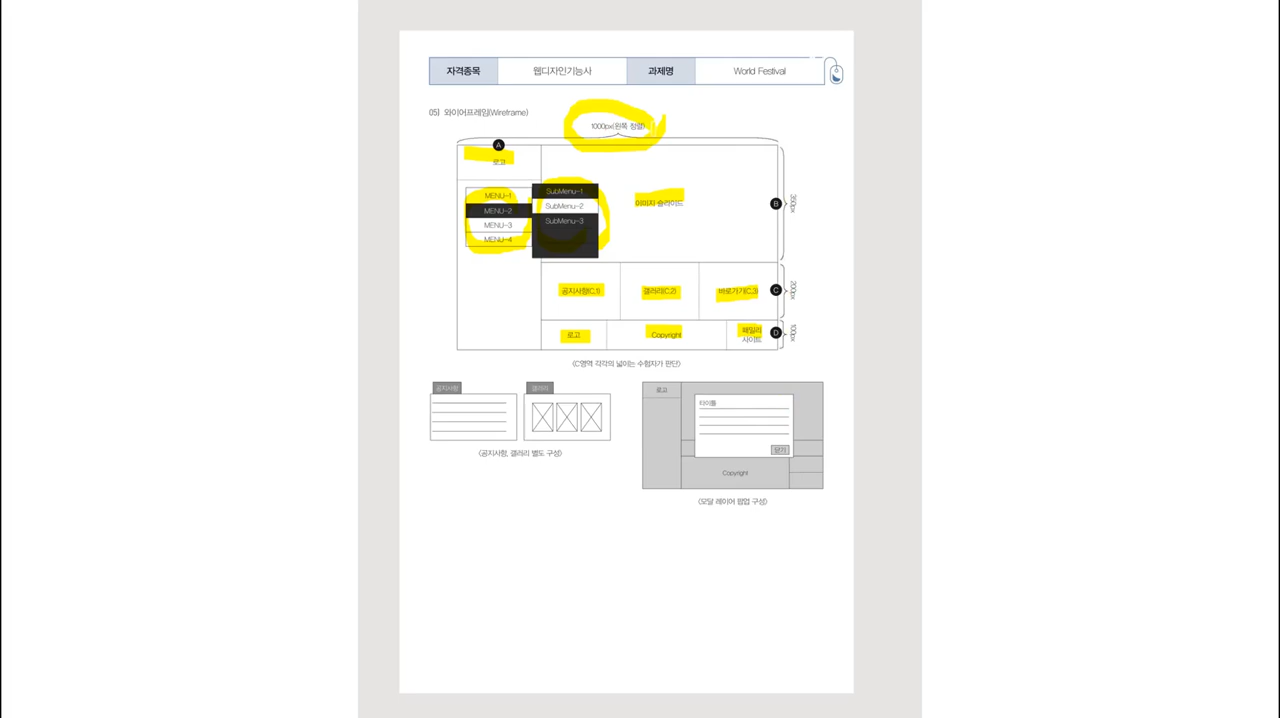 자격종목 웹디자인기능사 과제명 World Festival
05] 와이어프레임(Wireframe)
1000px(왼쪽 정렬)
A
로고
MENU-1
MENU-2
MENU-3
MENU-4
SubMenu-1
SubMenu-2
SubMenu-3
이미지 슬라이드
B
350px
공지사항(C.1) 갤러리(C.2) 바로가기(C.3)
C
200px
로고 Copyright 패밀리
사이트
D
100px
<C영역 각각의 넓이는 수험자가 판단>
공지사항 갤러리
<공지사항, 갤러리 별도 구성>
로고
타이틀
닫기
Copyright
<모달 레이어 팝업 구성>